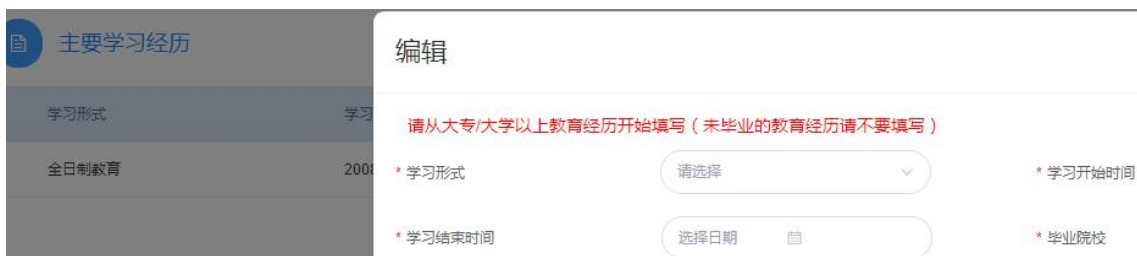 主要学习经历
编辑
学习形式
学习
请从大专/大学以上教育经历开始填写（未毕业的教育经历请不要填写）
全日制教育
2008
* 学习形式
请选择
* 学习开始时间
* 学习结束时间
选择日期
* 毕业院校